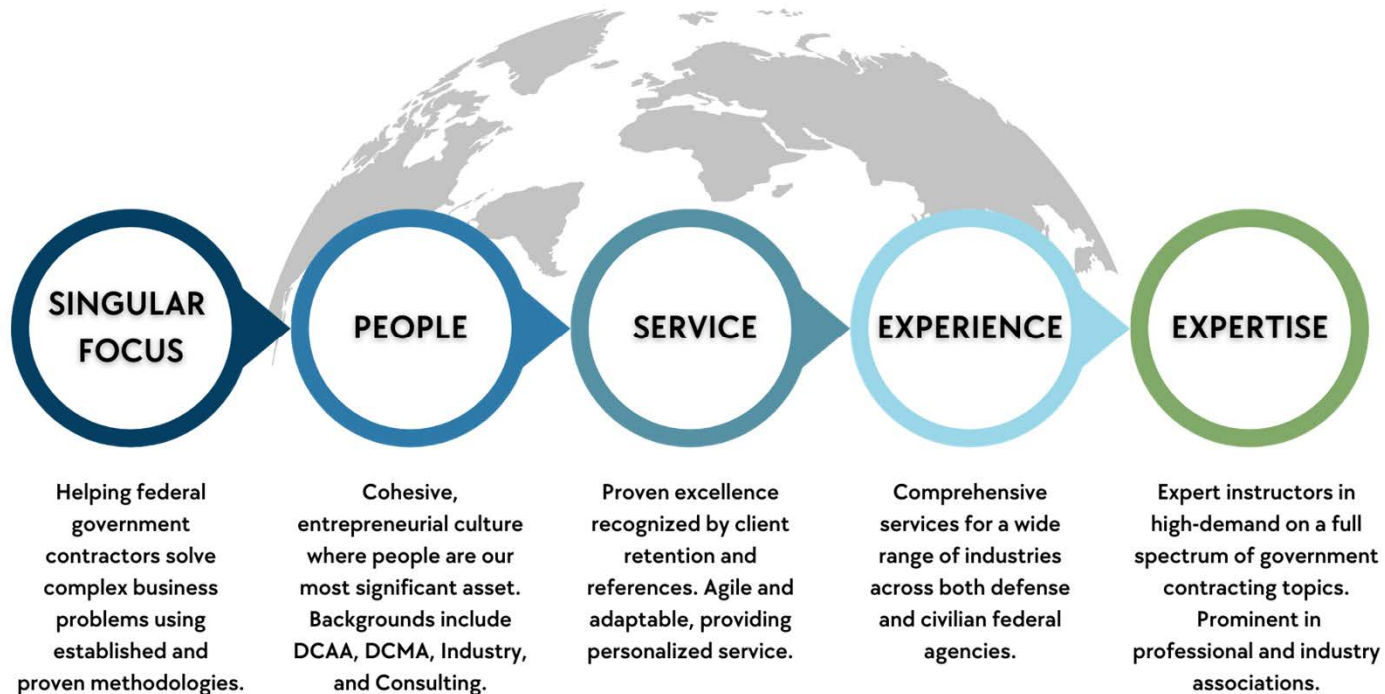 SINGULAR
FOCUS
PEOPLE
SERVICE
EXPERIENCE
EXPERTISE
Helping federal
government
contractors solve
complex business
problems using
established and
proven methodologies.
Cohesive,
entrepreneurial culture
where people are our
most significant asset.
Backgrounds include
DCAA, DCMA, Industry,
and Consulting.
Proven excellence
recognized by client
retention and
references. Agile and
adaptable, providing
personalized service.
Comprehensive
services for a wide
range of industries
across both defense
and civilian federal
agencies.
Expert instructors in
high-demand on a full
spectrum of government
contracting topics.
Prominent in
professional and industry
associations.